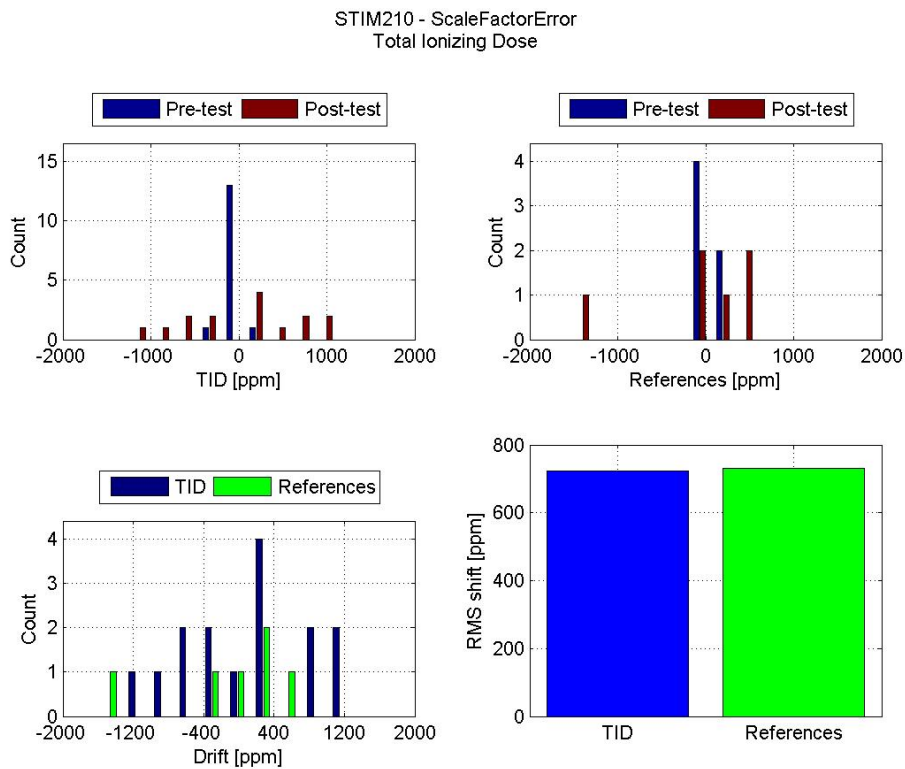 STIM210 - ScaleFactorError
Total Ionizing Dose
Pre-test Post-test
15
10
5
0
Count
-2000 -1000 0 1000 2000
TID [ppm]
Pre-test Post-test
4
3
2
1
0
Count
-2000 -1000 0 1000 2000
References [ppm]
TID References
4
3
2
1
0
Count
-2000 -1200 -400 400 1200 2000
Drift [ppm]
800
600
400
200
0
RMS shift [ppm]
TID References